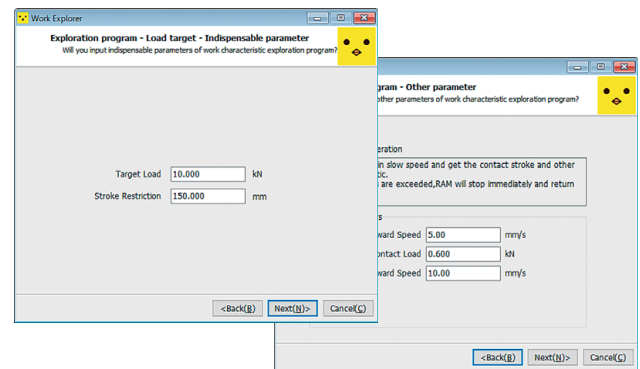 Work Explorer
Exploration program - Load target - Indispensable parameter
Will you input indispensable parameters of work characteristic exploration program?
Target Load 10.000 kN
Stroke Restriction 150.000 mm
<Back(B) Next(N)> Cancel(C)
gram - Other parameter
other parameters of work characteristic exploration program?
eration
in slow speed and get the contact stroke and other
tic.
are exceeded,RAM will stop immediately and return
rs
ward Speed 5.00 mm/s
ontact Load 0.600 kN
ward Speed 10.00 mm/s
<Back(B) Next(N)> Cancel(C)